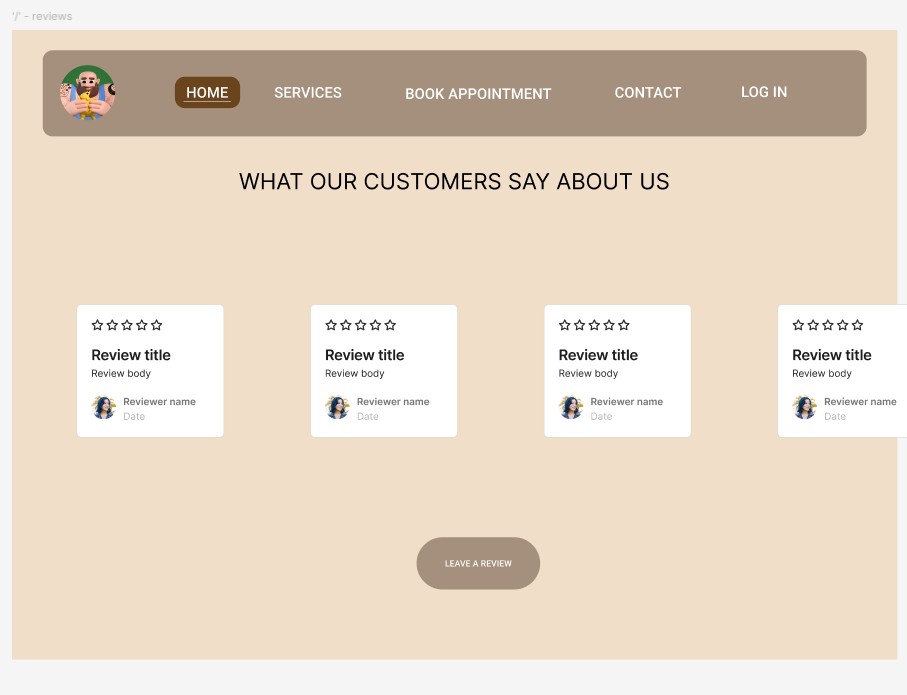 '/' - reviews
HOME
SERVICES
BOOK APPOINTMENT
CONTACT
LOG IN
WHAT OUR CUSTOMERS SAY ABOUT US
Review title
Review body
Reviewer name
Date
Review title
Review body
Reviewer name
Date
Review title
Review body
Reviewer name
Date
Review title
Review body
Reviewer name
Date
LEAVE A REVIEW